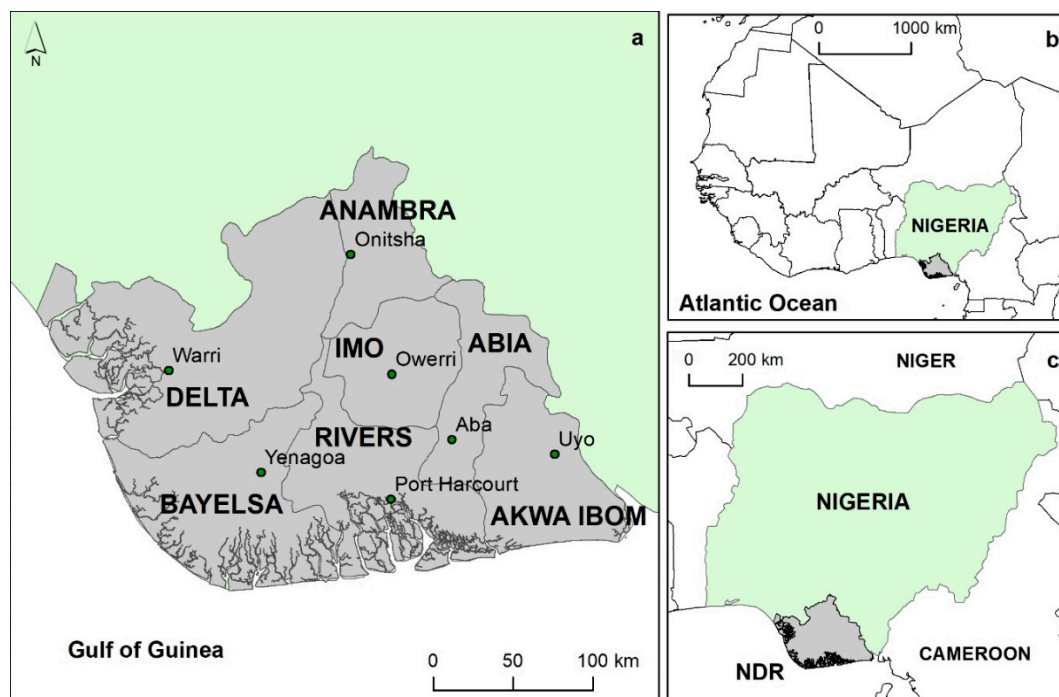 a
N
ANAMBRA
Onitsha
IMO
ABIA
Owerri
Warri
DELTA
RIVERS
Aba
Uyo
Yenagoa
BAYELSA
Port Harcourt
AKWA IBOM
Gulf of Guinea
0 50 100 km
b
0 1000 km
NIGERIA
Atlantic Ocean
c
0 200 km
NIGER
NIGERIA
NDR
CAMEROON